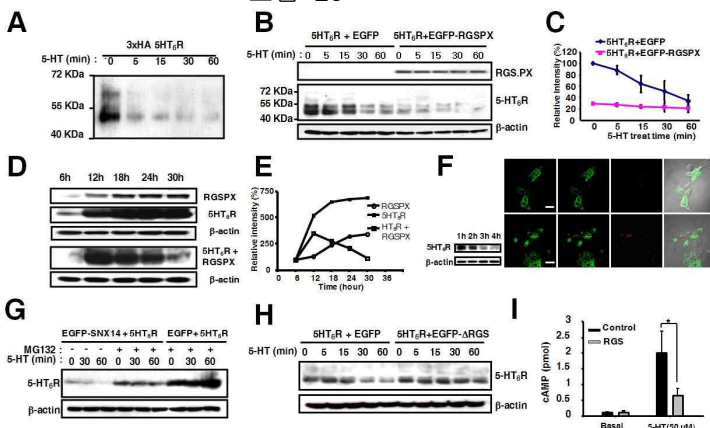 A
3xHA 5HT6R
5-HT (min) : 0 5 15 30 60
72 KDa
55 KDa
40 KDa
B
5HT6R + EGFP 5HT6R+EGFP-RGSPX
5-HT (min) : 0 5 15 30 60 0 5 15 30 60
RGS.PX
72 KDa
55 KDa
40 KDa
5-HT6R
β-actin
C
5HT6R+EGFP
5HT6R+EGFP-RGSPX
Relative Intensity (%)
120
100
80
60
40
20
0
0 5 15 30 60
5-HT treat time (min)
D
6h 12h 18h 24h 30h
RGSPX
5HT6R
β-actin
5HT6R +
RGSPX
β-actin
E
Relative intensity (%)
750
500
250
0
0 6 12 18 24 30 36
Time (hour)
RGSPX
5HT6R
HT6R +
RGSPX
F
1h 2h 3h 4h
5HT6R
β-actin
G
EGFP-SNX14+5HT6R EGFP+5HT6R
MG132 : - - - + + + + + +
5-HT (min) : 0 30 60 0 30 60 0 30 60
5-HT6R
β-actin
H
5HT6R + EGFP 5HT6R+EGFP-ΔRGS
5-HT (min) 0 5 15 30 60 0 5 15 30 60
5-HT6R
β-actin
I
cAMP (pmol)
3
2.5
2
1.5
1
0.5
0
Control
RGS
*
Basal 5-HT(50 μM)